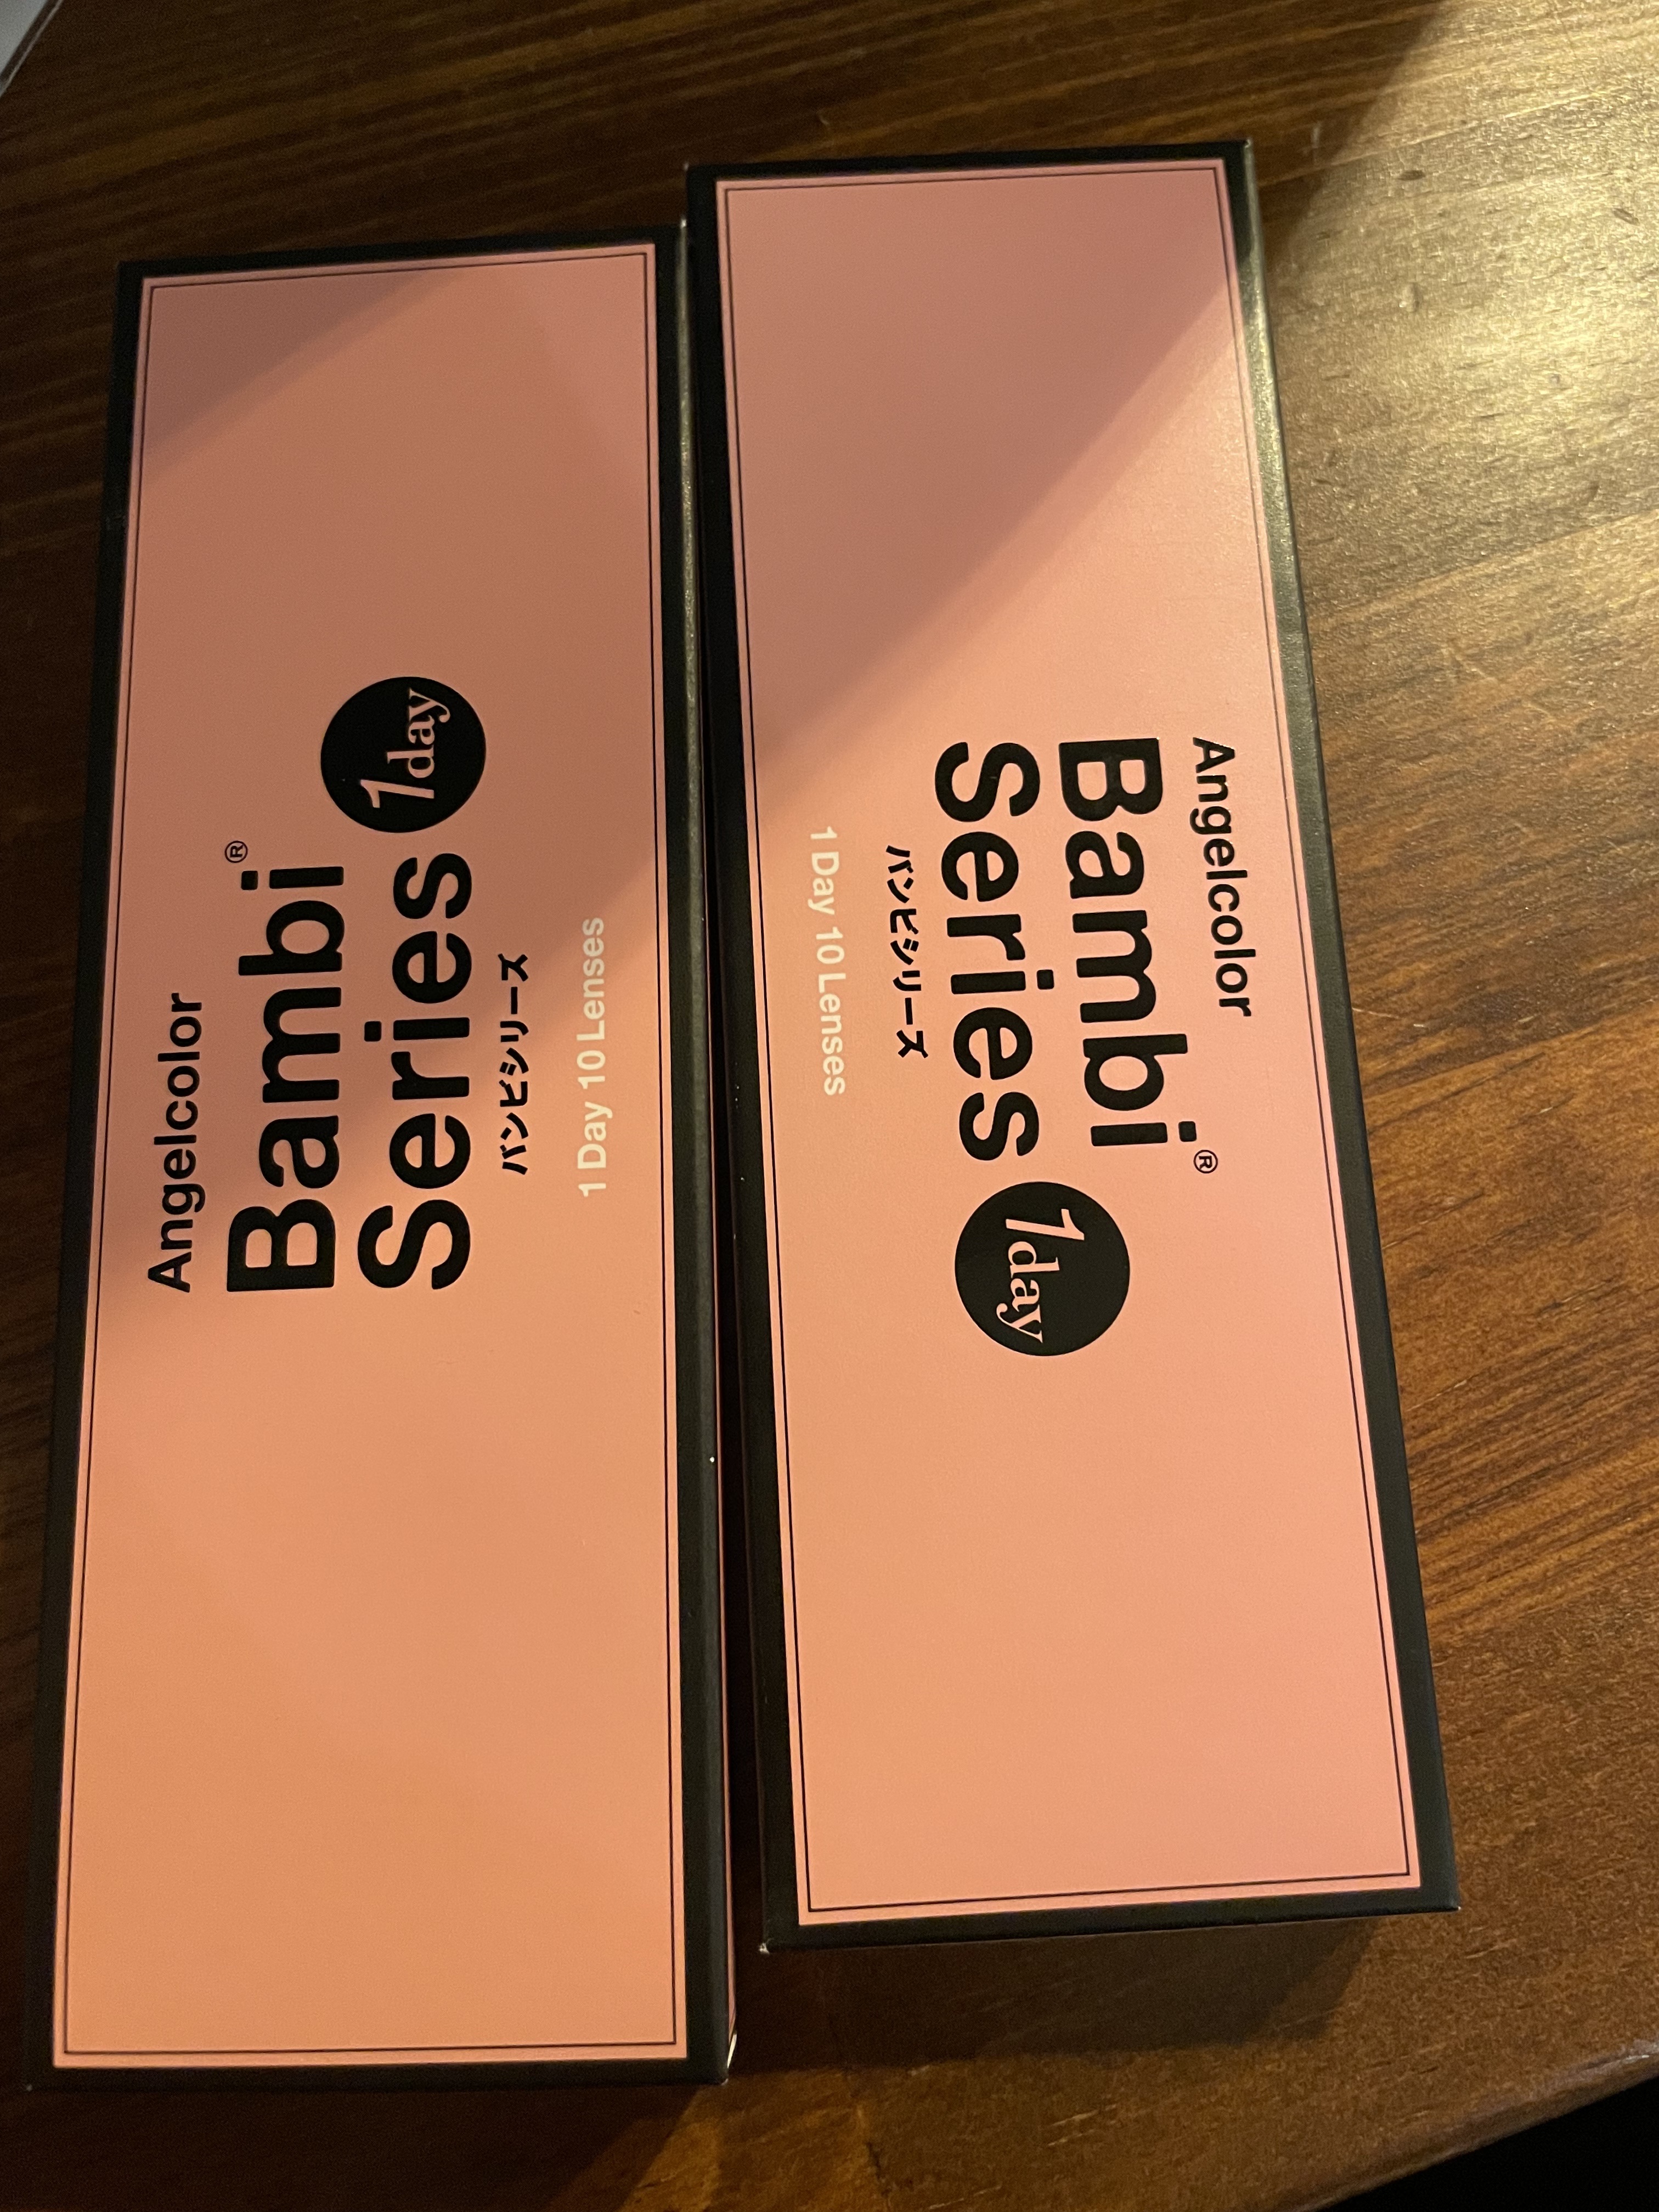 Angelcolor
Bambi®
Series 1day
バンビシリーズ
1 Day 10 Lenses
Angelcolor
Bambi®
Series 1day
バンビシリーズ
1 Day 10 Lenses